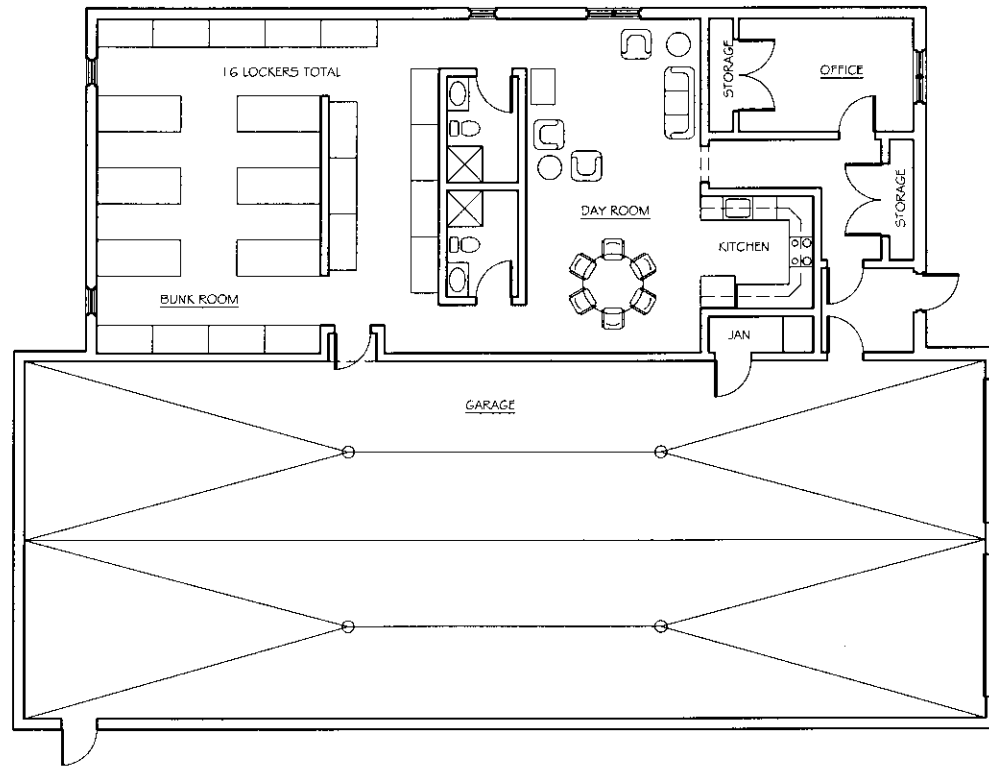 16 LOCKERS TOTAL
STORAGE
OFFICE
STORAGE
DAY ROOM
KITCHEN
BUNK ROOM
JAN
GARAGE